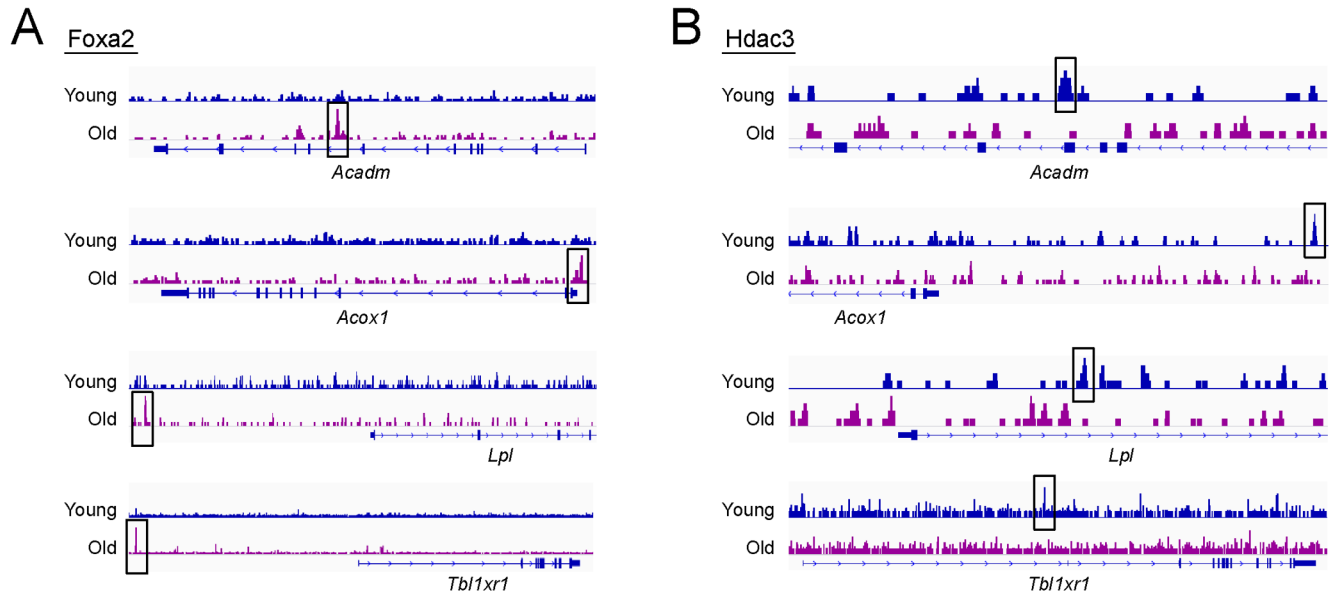 A Foxa2
Young
Old
Acadm
Young
Old
Acox1
Young
Old
Lpl
Young
Old
Tbl1xr1
B Hdac3
Young
Old
Acadm
Young
Old
Acox1
Young
Old
Lpl
Young
Old
Tbl1xr1